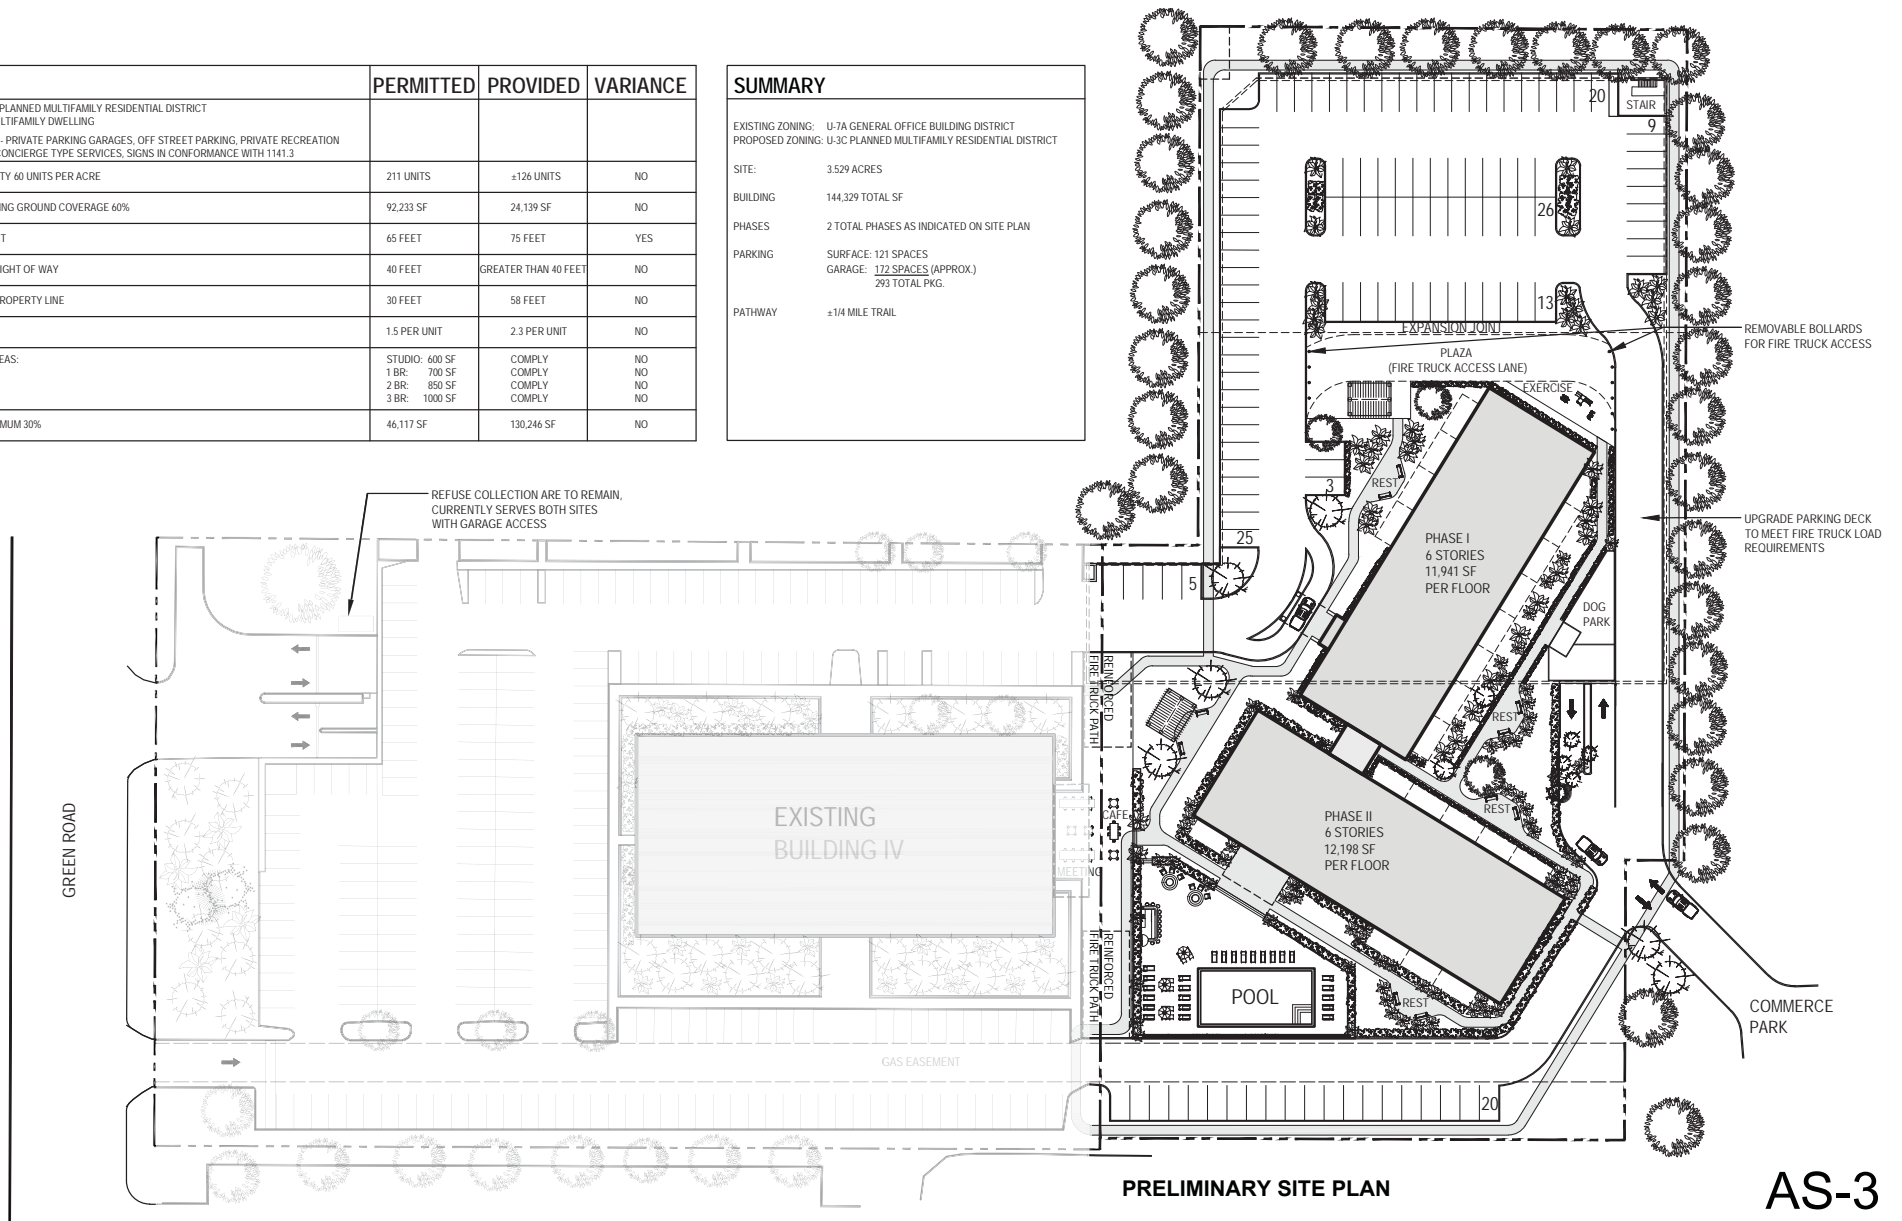 PERMITTED PROVIDED VARIANCE
PLANNED MULTIFAMILY RESIDENTIAL DISTRICT
LTIFAMILY DWELLING
- PRIVATE PARKING GARAGES, OFF STREET PARKING, PRIVATE RECREATION
ONCIERGE TYPE SERVICES, SIGNS IN CONFORMANCE WITH 1141.3
TY 60 UNITS PER ACRE 211 UNITS ±126 UNITS NO
NG GROUND COVERAGE 60% 92,233 SF 24,139 SF NO
T 65 FEET 75 FEET YES
IGHT OF WAY 40 FEET GREATER THAN 40 FEET NO
ROPERTY LINE 30 FEET 58 FEET NO
1.5 PER UNIT 2.3 PER UNIT NO
EAS: STUDIO: 600 SF COMPLY NO
1 BR: 700 SF COMPLY NO
2 BR: 850 SF COMPLY NO
3 BR: 1000 SF COMPLY NO
MUM 30% 46,117 SF 130,246 SF NO
SUMMARY
EXISTING ZONING: U-7A GENERAL OFFICE BUILDING DISTRICT
PROPOSED ZONING: U-3C PLANNED MULTIFAMILY RESIDENTIAL DISTRICT
SITE: 3.529 ACRES
BUILDING 144,329 TOTAL SF
PHASES 2 TOTAL PHASES AS INDICATED ON SITE PLAN
PARKING SURFACE: 121 SPACES
GARAGE: 172 SPACES (APPROX.)
293 TOTAL PKG.
PATHWAY ±1/4 MILE TRAIL
20
STAIR
9
26
13
EXPANSION JOINT
PLAZA
(FIRE TRUCK ACCESS LANE)
EXERCISE
REMOVABLE BOLLARDS
FOR FIRE TRUCK ACCESS
REST
3
25
5
UPGRADE PARKING DECK
TO MEET FIRE TRUCK LOAD
REQUIREMENTS
PHASE I
6 STORIES
11,941 SF
PER FLOOR
DOG
PARK
REFUSE COLLECTION ARE TO REMAIN,
CURRENTLY SERVES BOTH SITES
WITH GARAGE ACCESS
REINFORCED
FIRE TRUCK PATH
REST
REST
PHASE II
6 STORIES
12,198 SF
PER FLOOR
GREEN ROAD
EXISTING
BUILDING IV
CAFE
MEETING
REINFORCED
FIRE TRUCK PATH
POOL
REST
COMMERCE
PARK
GAS EASEMENT
20
PRELIMINARY SITE PLAN
AS-3